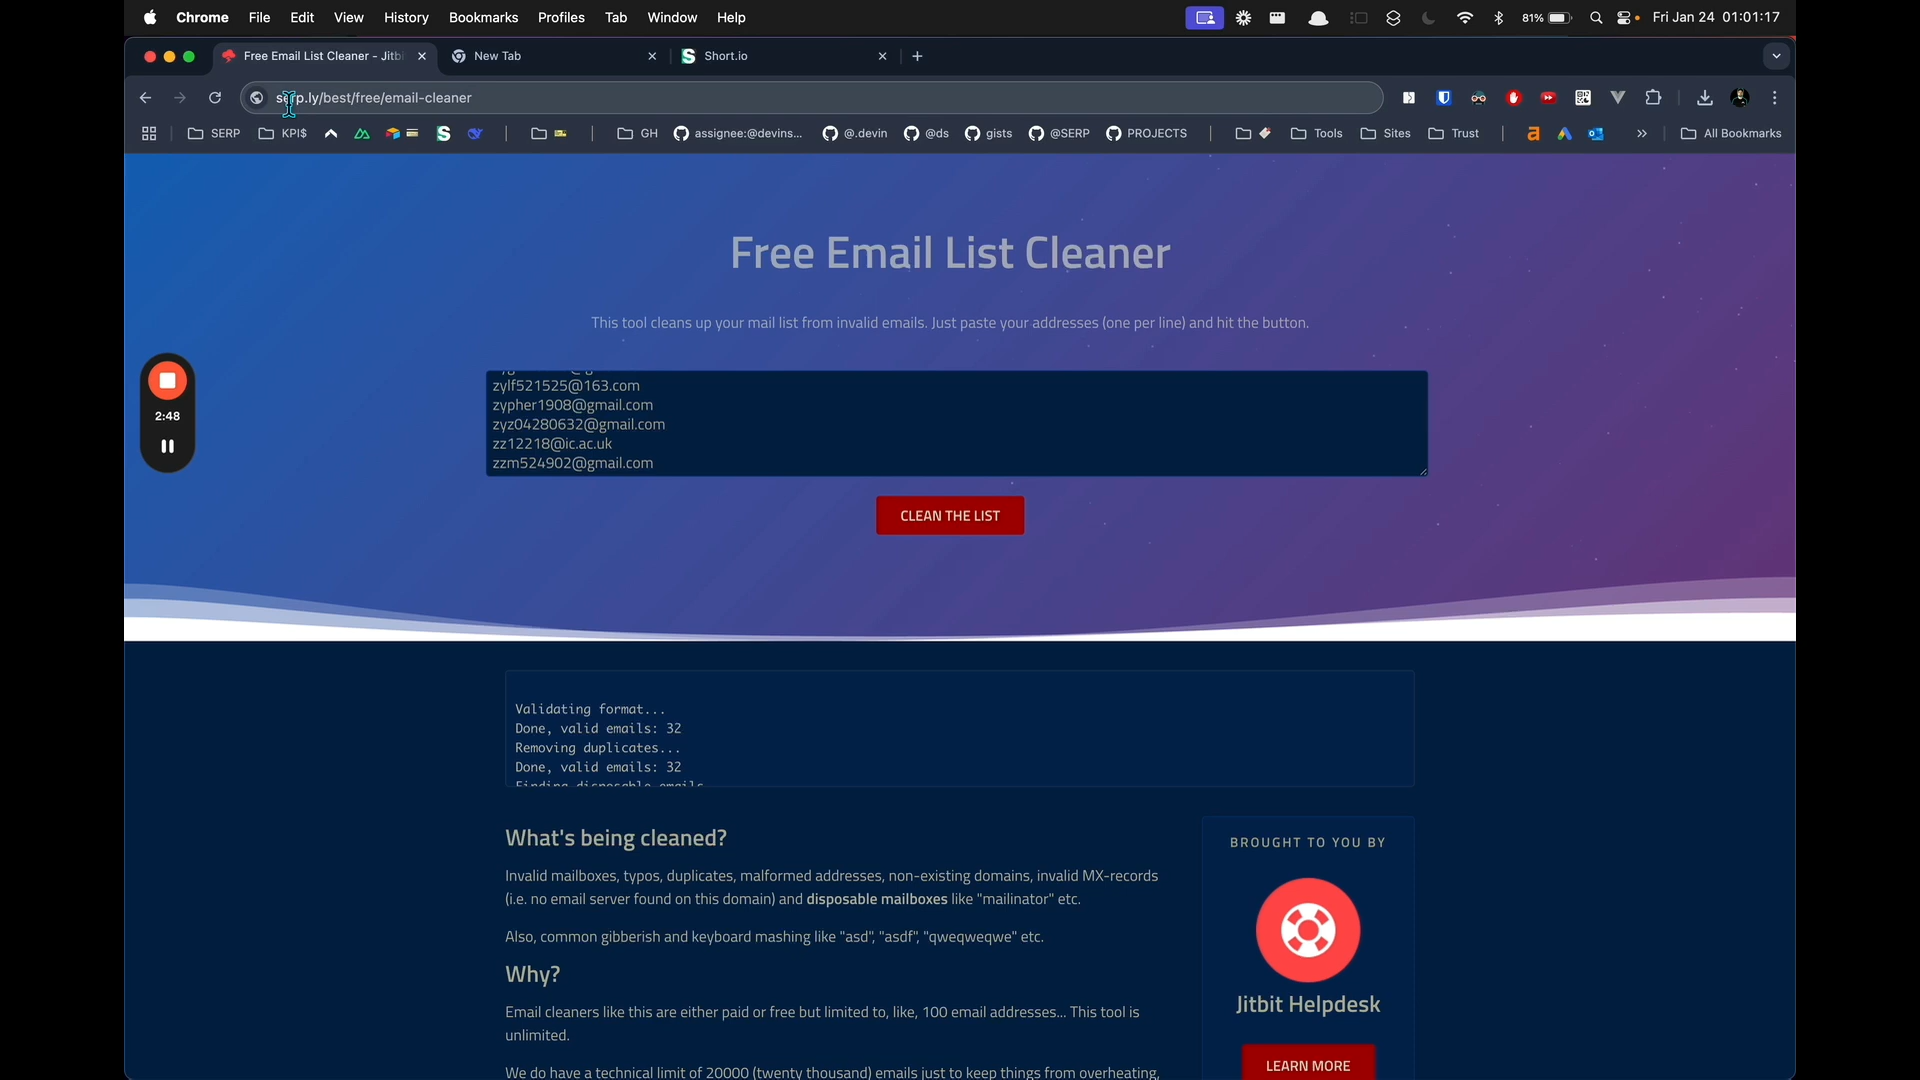 Chrome File Edit View History Bookmarks Profiles Tab Window Help 81% Fri Jan 24 01:01:17
Free Email List Cleaner - Jitbi New Tab Short.io
serp.ly/best/free/email-cleaner
SERP KPI$ GH assignee:@devins... @.devin @ds gists @SERP PROJECTS Tools Sites Trust All Bookmarks
Free Email List Cleaner
This tool cleans up your mail list from invalid emails. Just paste your addresses (one per line) and hit the button.
zylf521525@163.com
zypher1908@gmail.com
zyz04280632@gmail.com
zz12218@ic.ac.uk
zzm524902@gmail.com
2:48
CLEAN THE LIST
Validating format...
Done, valid emails: 32
Removing duplicates...
Done, valid emails: 32
Finding disposable emails
What's being cleaned?
Invalid mailboxes, typos, duplicates, malformed addresses, non-existing domains, invalid MX-records
(i.e. no email server found on this domain) and disposable mailboxes like "mailinator" etc.
Also, common gibberish and keyboard mashing like "asd", "asdf", "qweqweqwe" etc.
Why?
Email cleaners like this are either paid or free but limited to, like, 100 email addresses... This tool is
unlimited.
We do have a technical limit of 20000 (twenty thousand) emails just to keep things from overheating,
BROUGHT TO YOU BY
Jitbit Helpdesk
LEARN MORE